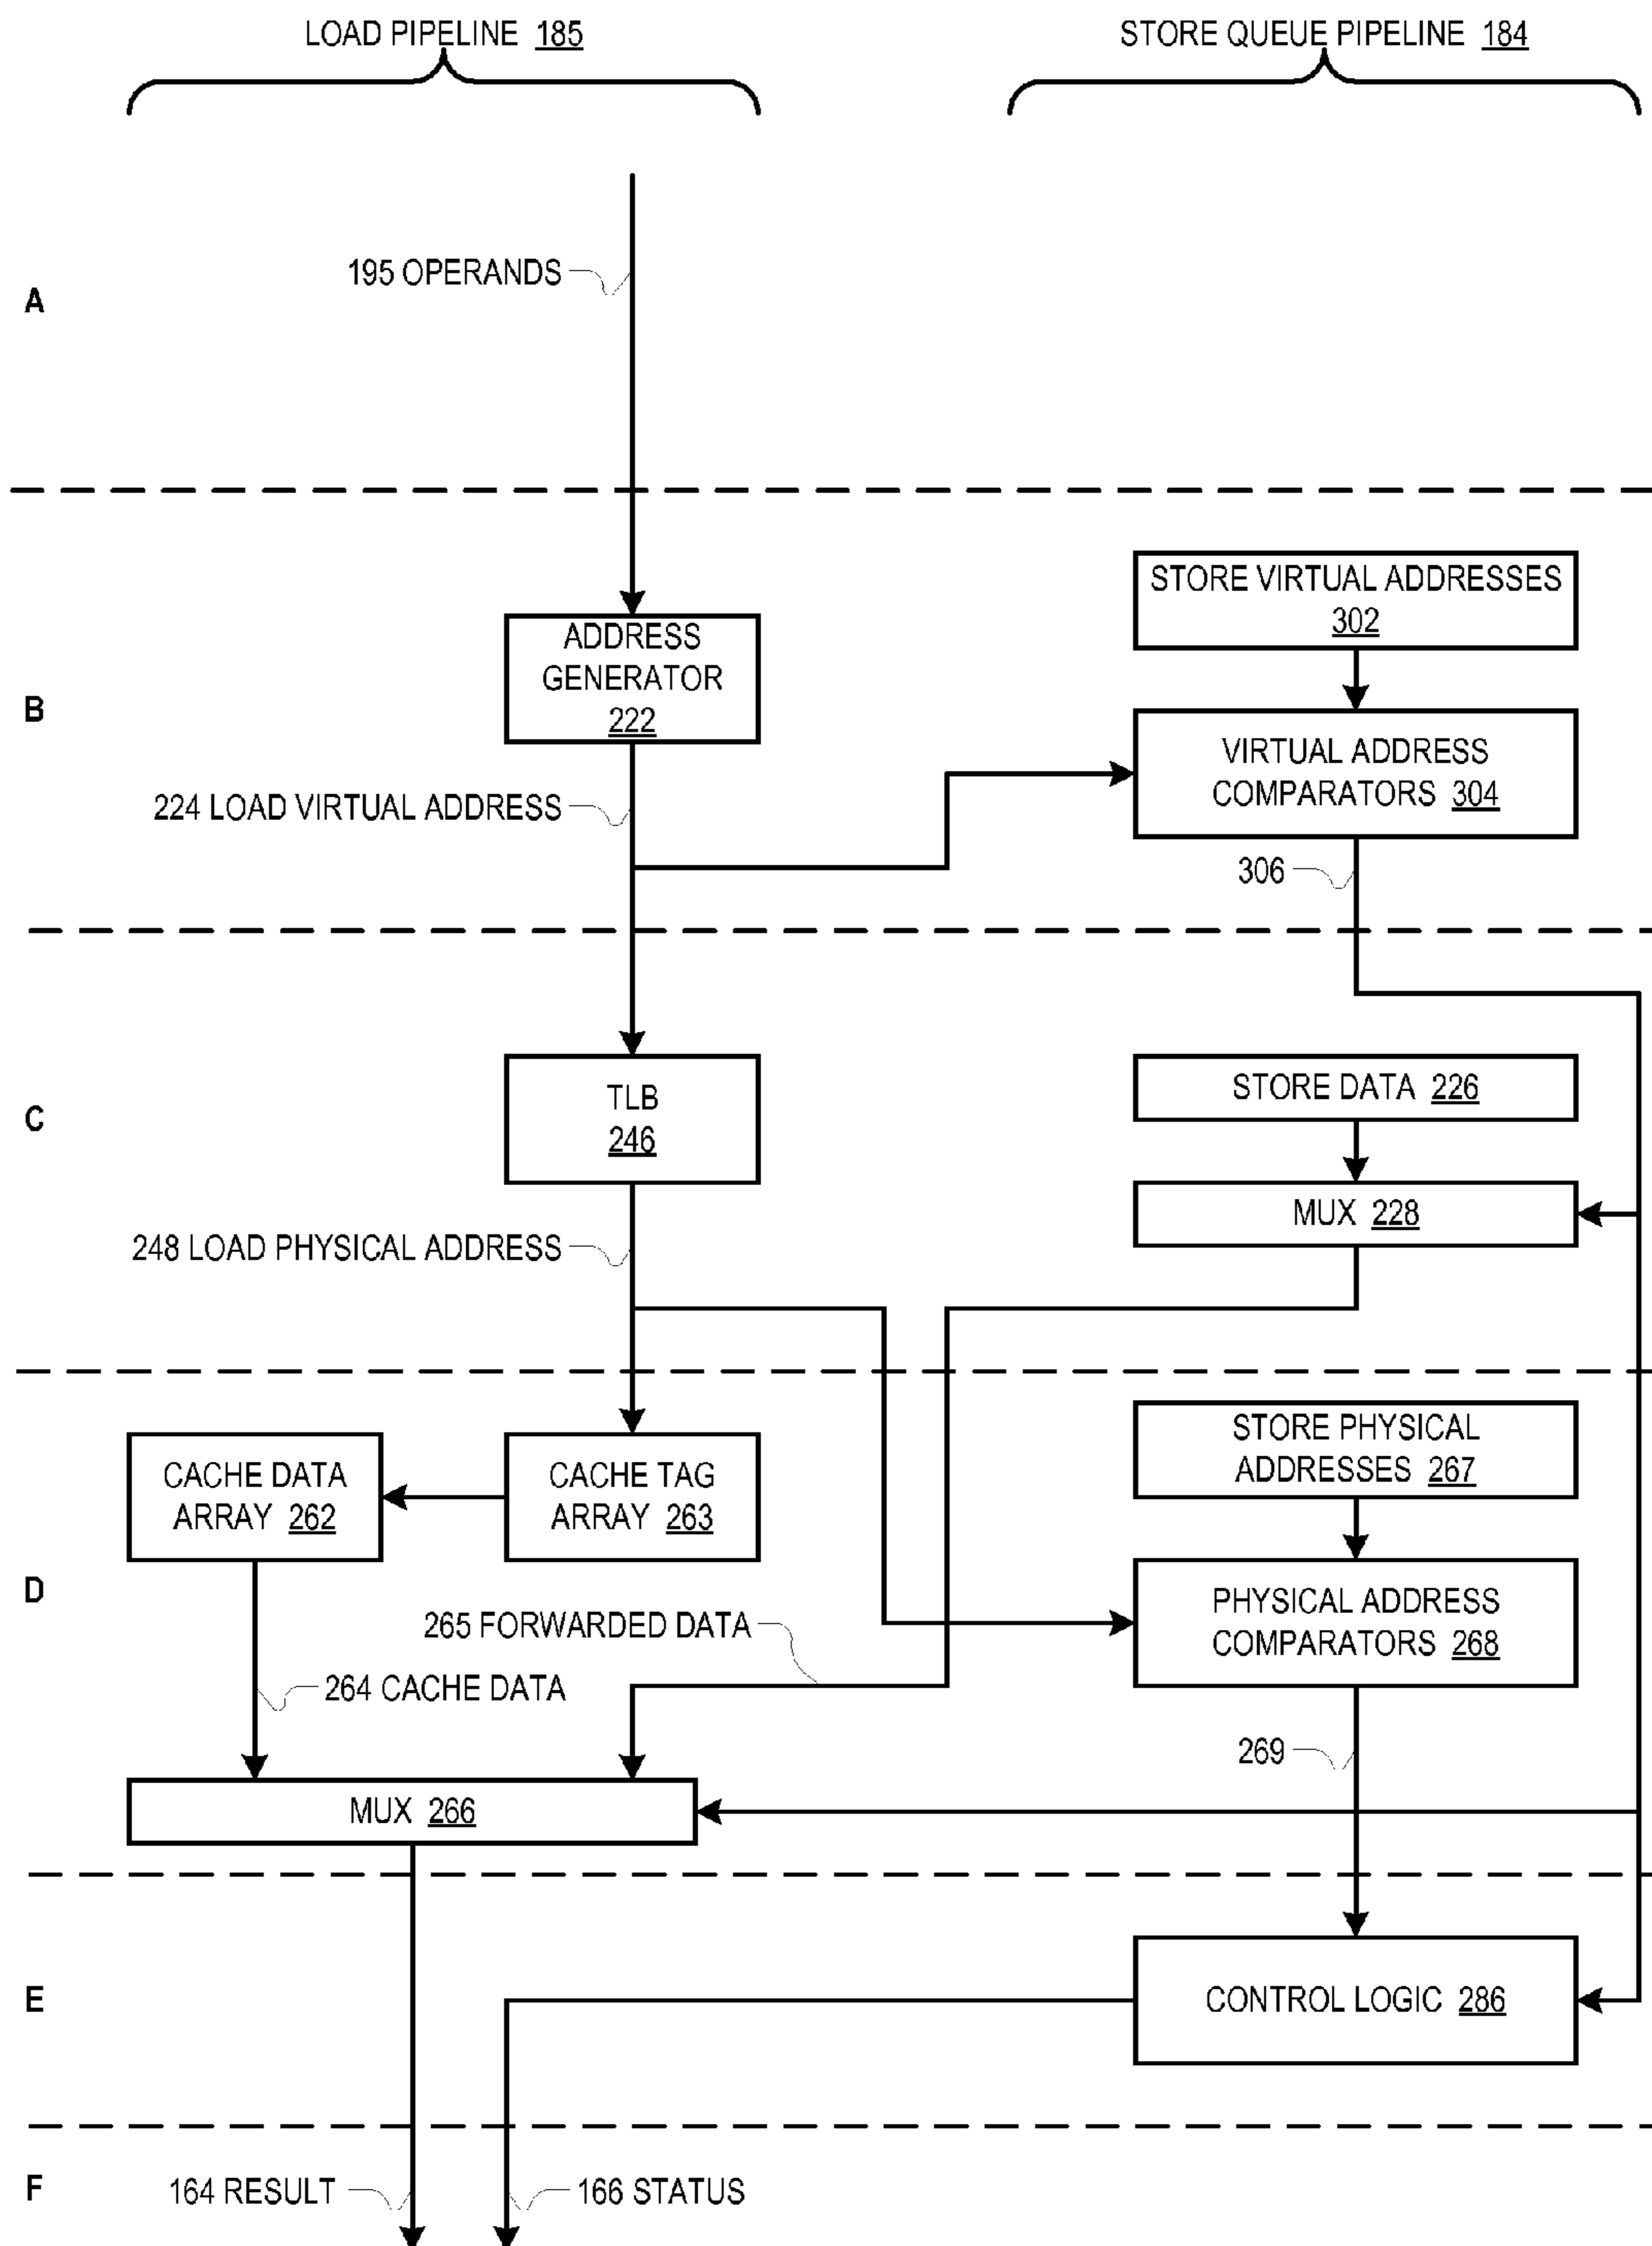 LOAD PIPELINE 185
STORE QUEUE PIPELINE 184
195 OPERANDS
A
STORE VIRTUAL ADDRESSES
302
ADDRESS
GENERATOR
222
B
VIRTUAL ADDRESS
COMPARATORS 304
224 LOAD VIRTUAL ADDRESS
306
TLB
246
STORE DATA 226
C
MUX 228
248 LOAD PHYSICAL ADDRESS
STORE PHYSICAL
ADDRESSES 267
CACHE DATA
ARRAY 262
CACHE TAG
ARRAY 263
D
PHYSICAL ADDRESS
COMPARATORS 268
265 FORWARDED DATA
264 CACHE DATA
269
MUX 266
E
CONTROL LOGIC 286
F
164 RESULT
166 STATUS